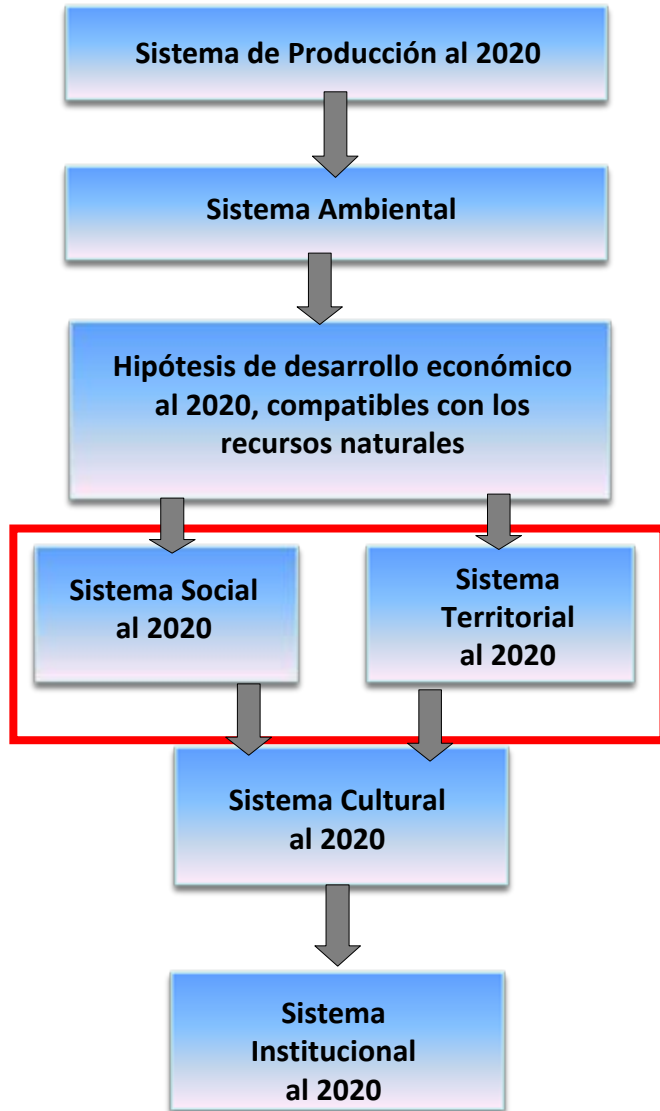 Sistema de Producción al 2020
Sistema Ambiental
Hipótesis de desarrollo económico
al 2020, compatibles con los
recursos naturales
Sistema Social
al 2020
Sistema
Territorial
al 2020
Sistema Cultural
al 2020
Sistema
Institucional
al 2020